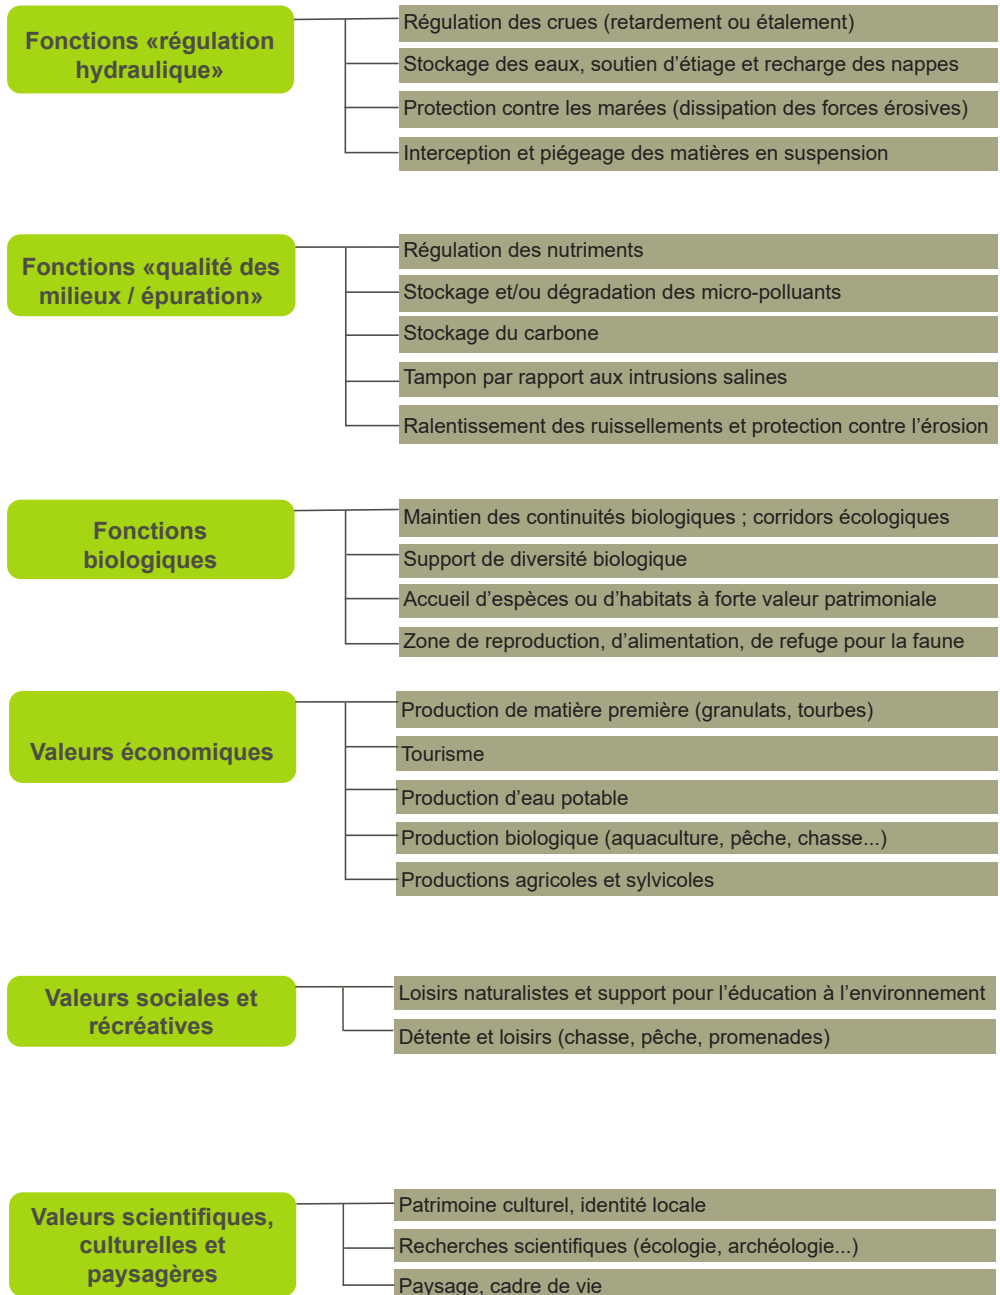 Fonctions «régulation
hydraulique»
Régulation des crues (retardement ou étalement)
Stockage des eaux, soutien d’étiage et recharge des nappes
Protection contre les marées (dissipation des forces érosives)
Interception et piégeage des matières en suspension
Fonctions «qualité des
milieux / épuration»
Régulation des nutriments
Stockage et/ou dégradation des micro-polluants
Stockage du carbone
Tampon par rapport aux intrusions salines
Ralentissement des ruissellements et protection contre l’érosion
Fonctions
biologiques
Maintien des continuités biologiques ; corridors écologiques
Support de diversité biologique
Accueil d’espèces ou d’habitats à forte valeur patrimoniale
Zone de reproduction, d’alimentation, de refuge pour la faune
Valeurs économiques
Production de matière première (granulats, tourbes)
Tourisme
Production d’eau potable
Production biologique (aquaculture, pêche, chasse...)
Productions agricoles et sylvicoles
Valeurs sociales et
récréatives
Loisirs naturalistes et support pour l’éducation à l’environnement
Détente et loisirs (chasse, pêche, promenades)
Valeurs scientifiques,
culturelles et
paysagères
Patrimoine culturel, identité locale
Recherches scientifiques (écologie, archéologie...)
Paysage, cadre de vie